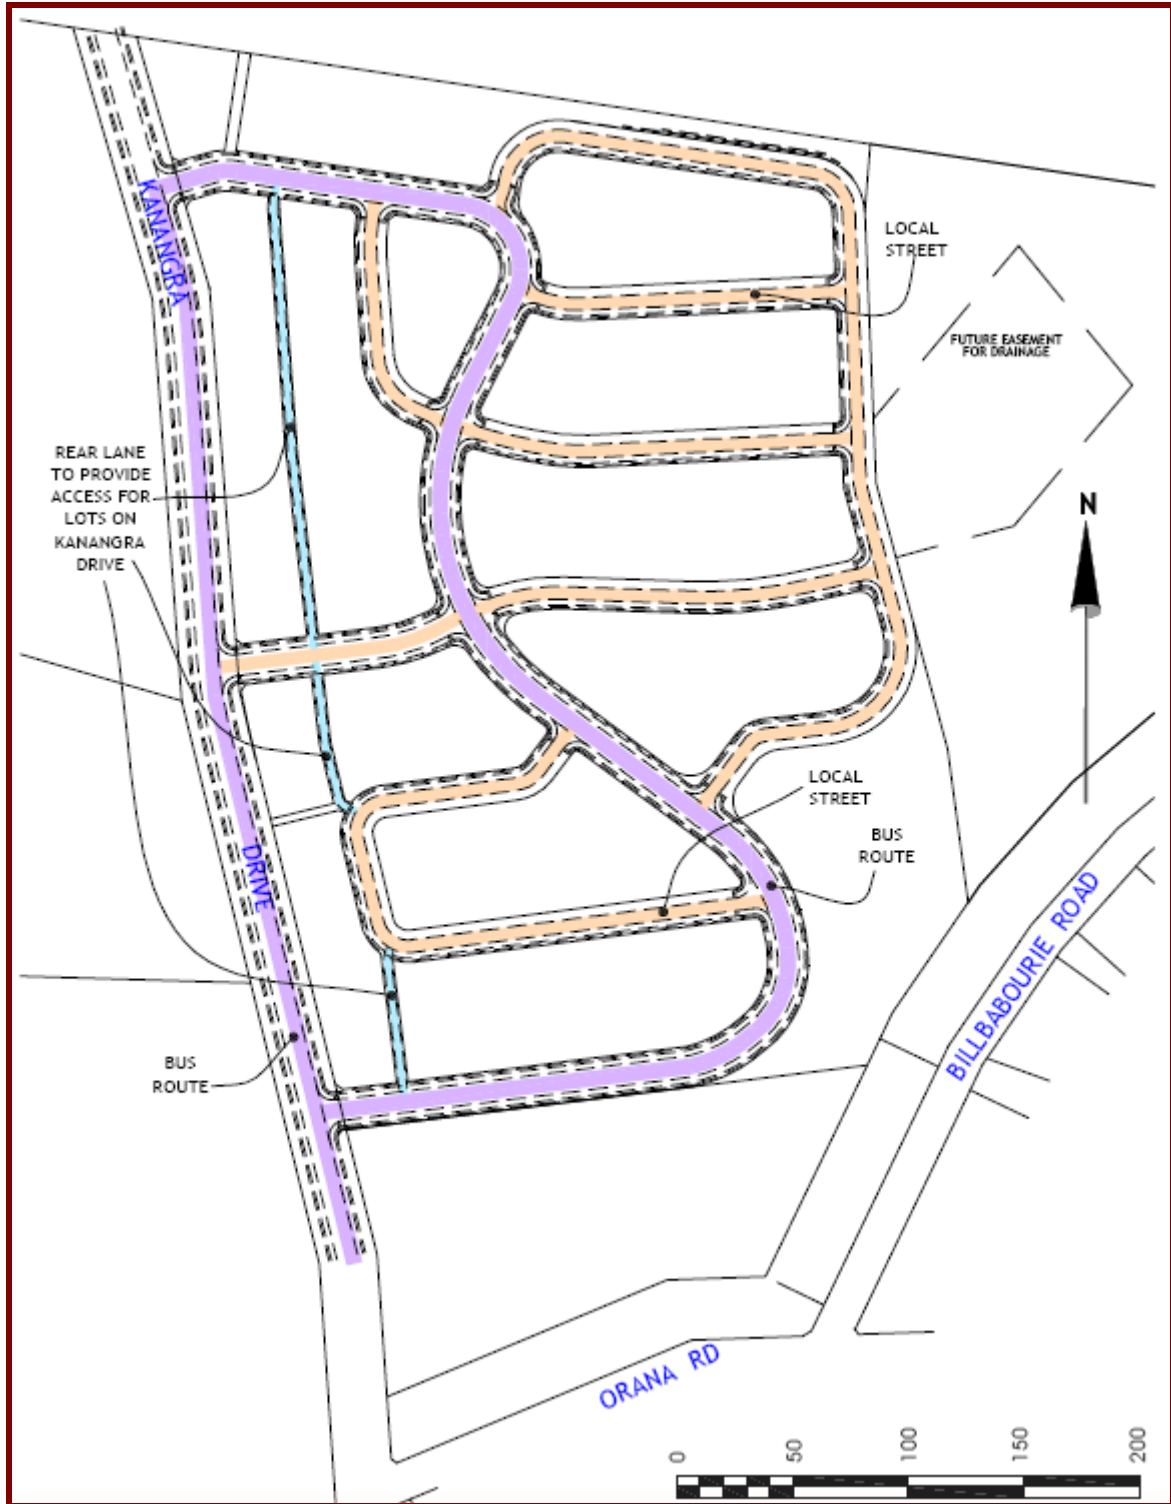 KANANGRA
LOCAL
STREET
FUTURE EASEMENT
FOR DRAINAGE
REAR LANE
TO PROVIDE
ACCESS FOR
LOTS ON
KANANGRA
DRIVE
N
LOCAL
STREET
BUS
ROUTE
DRIVE
BILLBABOURIE ROAD
BUS
ROUTE
ORANA RD
0 50 100 150 200